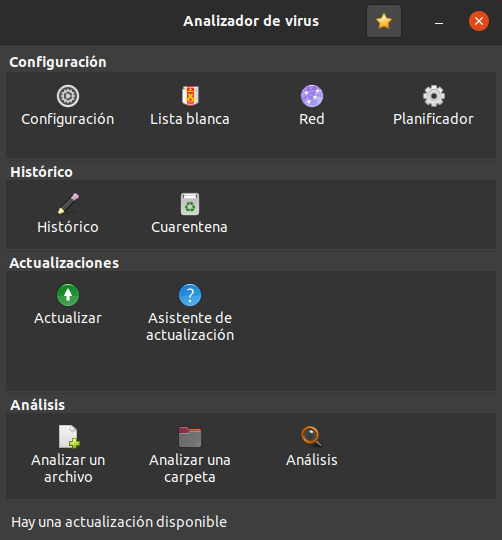 Analizador de virus
Configuración
Configuración
Lista blanca
Red
Planificador
Histórico
Histórico
Cuarentena
Actualizaciones
Actualizar
Asistente de
actualización
Análisis
Analizar un
archivo
Analizar una
carpeta
Análisis
Hay una actualización disponible